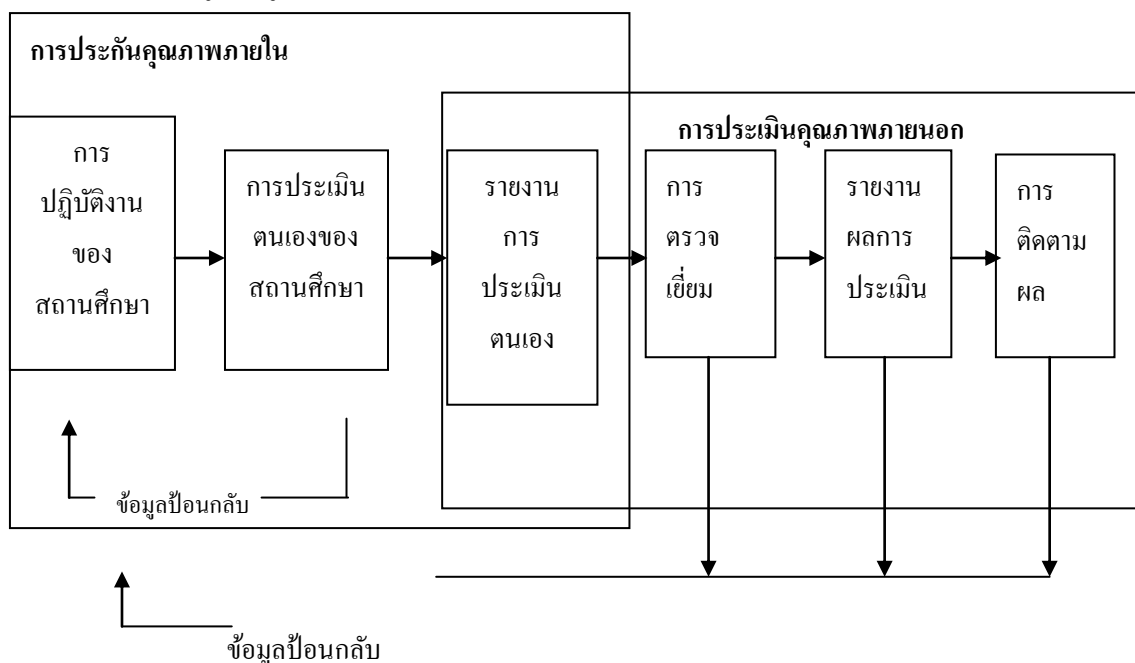 การประกันคุณภาพภายใน
การประเมินคุณภาพภายนอก
การ
ปฏิบัติงาน
ของ
สถานศึกษา
การประเมิน
ตนเองของ
สถานศึกษา
รายงาน
การ
ประเมิน
ตนเอง
การ
ตรวจ
เยี่ยม
รายงาน
ผลการ
ประเมิน
การ
ติดตาม
ผล
ข้อมูลป้อนกลับ
ข้อมูลป้อนกลับ